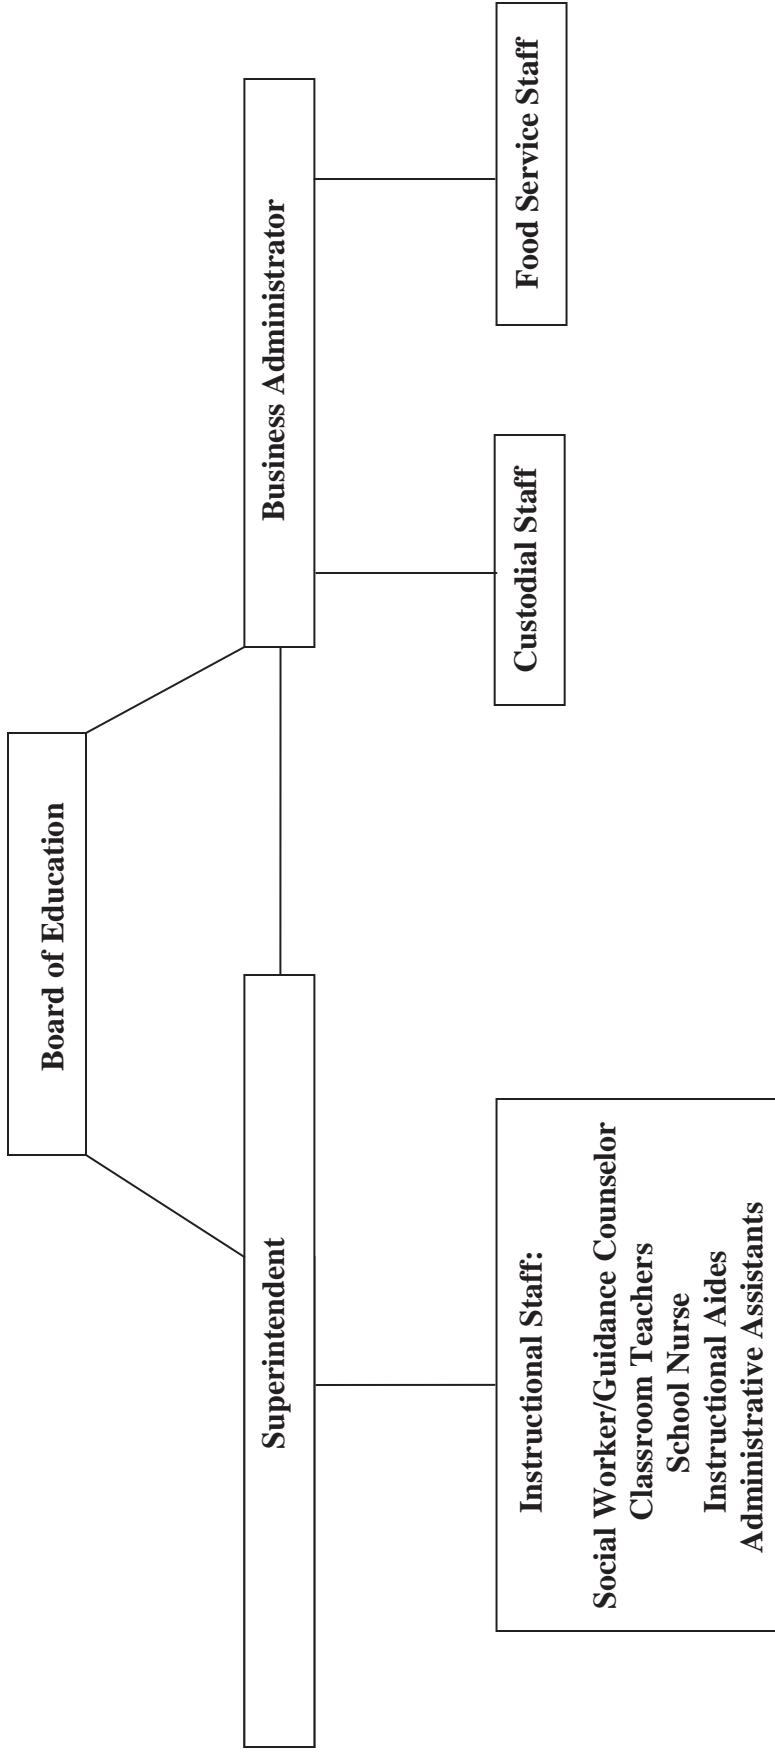 Board of Education
Superintendent
Business Administrator
Instructional Staff:
Social Worker/Guidance Counselor
Classroom Teachers
School Nurse
Instructional Aides
Administrative Assistants
Custodial Staff
Food Service Staff